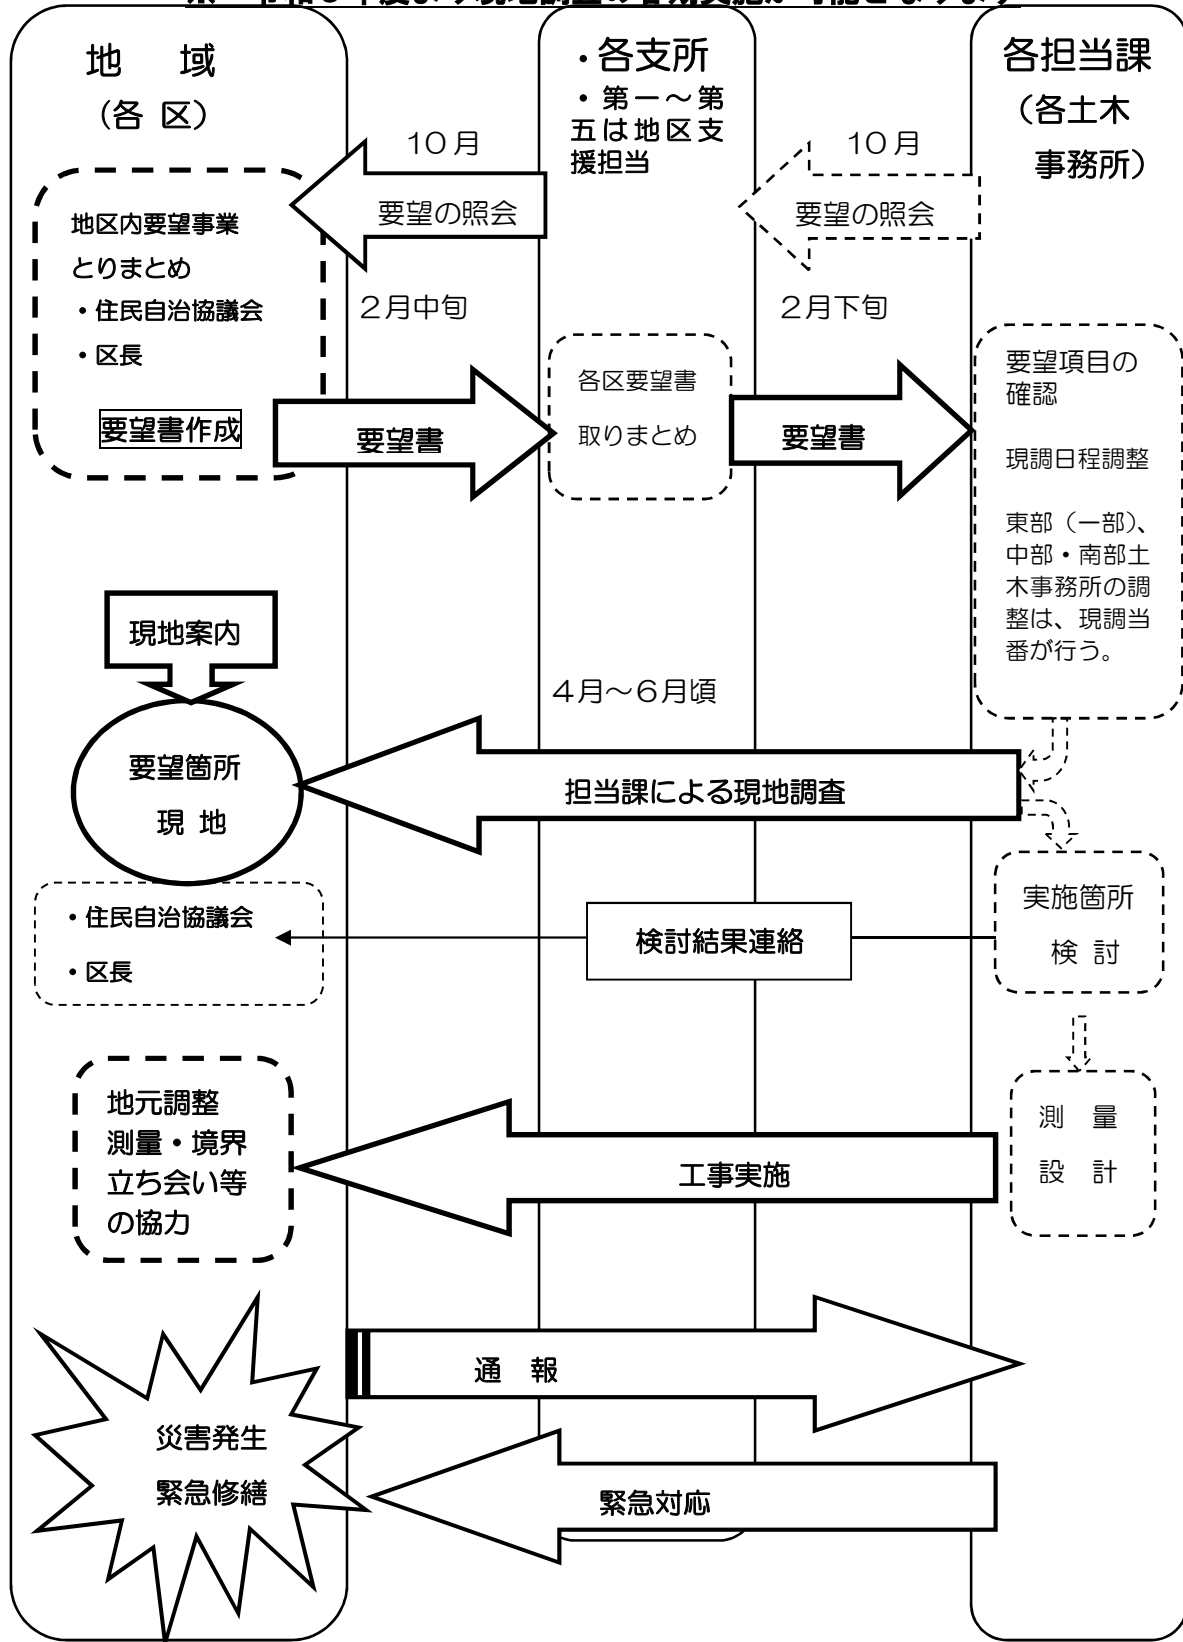 地 域
(各 区)
・各支所
・第一~第
五は地区支
援担当
各担当課
(各土木
事務所)
10月
要望の照会
10月
要望の照会
地区内要望事業
とりまとめ
・住民自治協議会
・区長
要望書作成
2月中旬
要望書
各区要望書
取りまとめ
2月下旬
要望書
要望項目の
確認
現調日程調整
東部(一部)、
中部・南部土
木事務所の調
整は、現調当
番が行う。
現地案内
要望箇所
現 地
4月~6月頃
担当課による現地調査
実施箇所
検 討
検討結果連絡
・住民自治協議会
・区長
測 量
設 計
地元調整
測量・境界
立ち会い等
の協力
工事実施
災害発生
緊急修繕
通 報
緊急対応